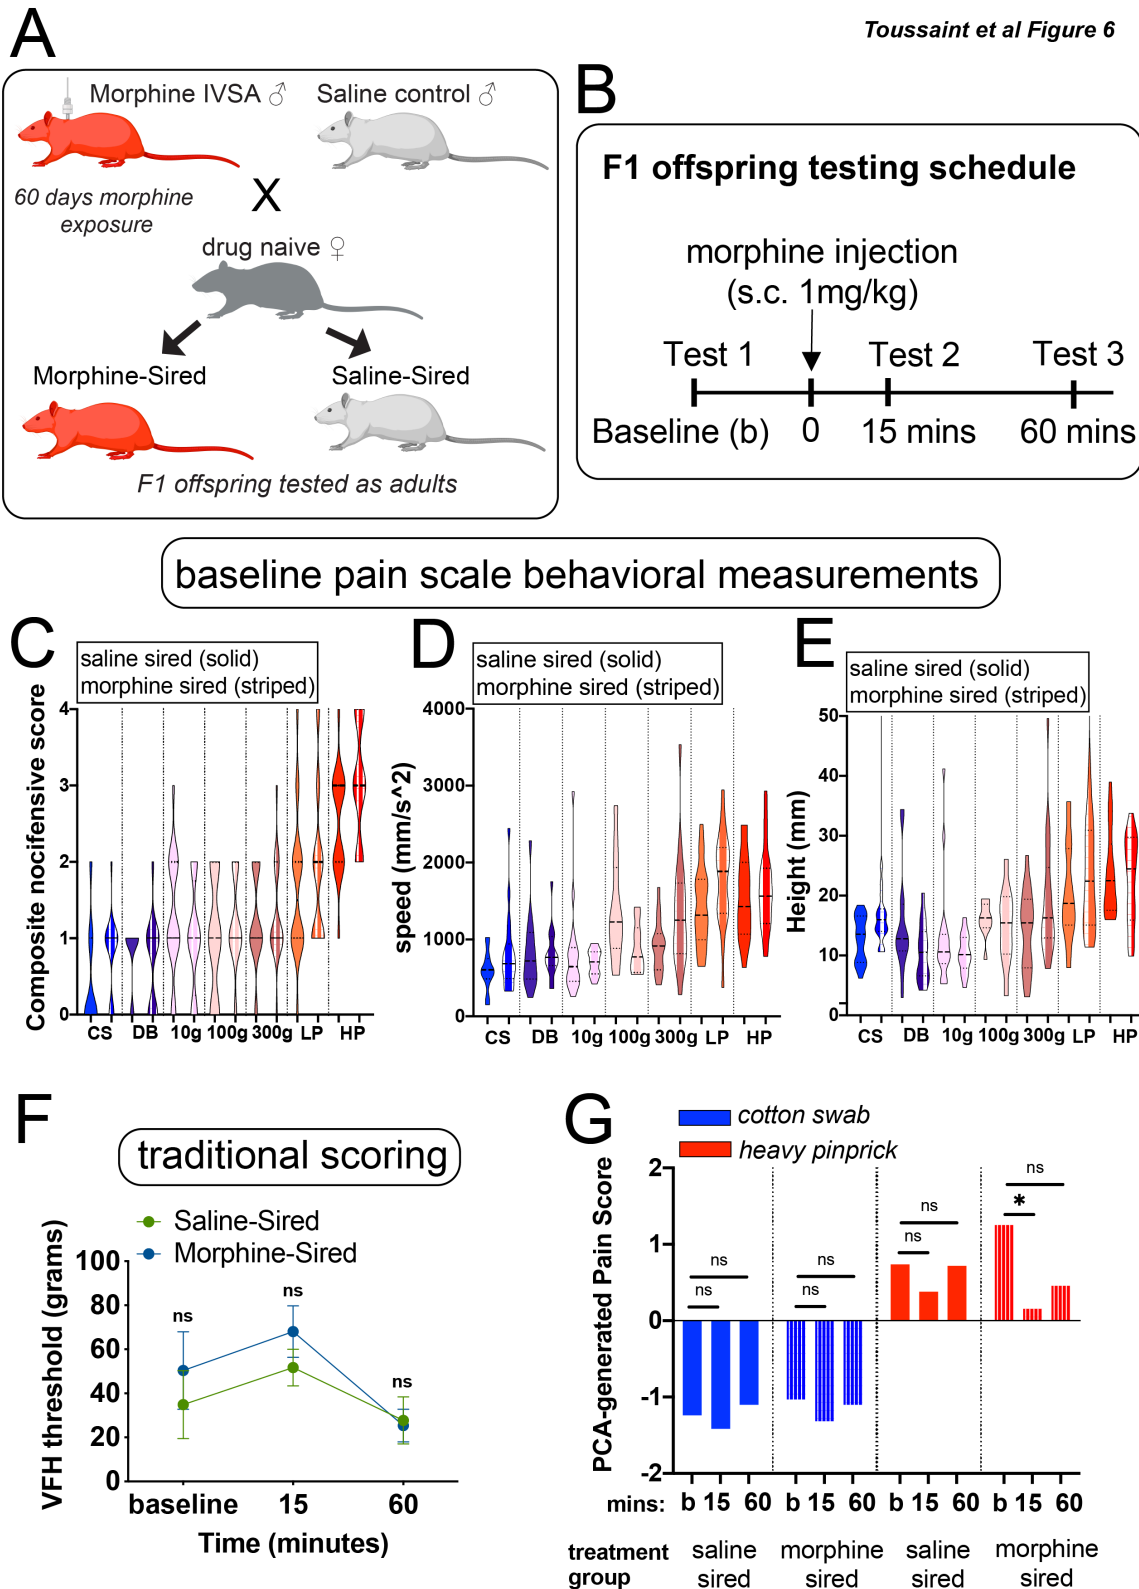 Toussaint et al Figure 6
A
Morphine IVSA ♂
Saline control ♂
60 days morphine
exposure
X
drug naive ♀
Morphine-Sired
Saline-Sired
F1 offspring tested as adults
B
F1 offspring testing schedule
morphine injection
(s.c. 1mg/kg)
Test 1
Test 2
Test 3
Baseline (b)
0
15 mins
60 mins
baseline pain scale behavioral measurements
C
saline sired (solid)
morphine sired (striped)
Composite nocifensive score
4
3
2
1
0
CS DB 10g 100g 300g LP HP
D
saline sired (solid)
morphine sired (striped)
speed (mm/s^2)
4000
3000
2000
1000
0
CS DB 10g 100g 300g LP HP
E
saline sired (solid)
morphine sired (striped)
Height (mm)
50
40
30
20
10
0
CS DB 10g 100g 300g LP HP
F
traditional scoring
Saline-Sired
Morphine-Sired
VFH threshold (grams)
100
80
60
40
20
0
ns
ns
ns
baseline 15 60
Time (minutes)
G
cotton swab
heavy pinprick
PCA-generated Pain Score
2
1
0
-1
-2
ns
ns
ns
ns
ns
ns
ns
*
mins: b 15 60 b 15 60 b 15 60 b 15 60
treatment
group
saline
sired
morphine
sired
saline
sired
morphine
sired